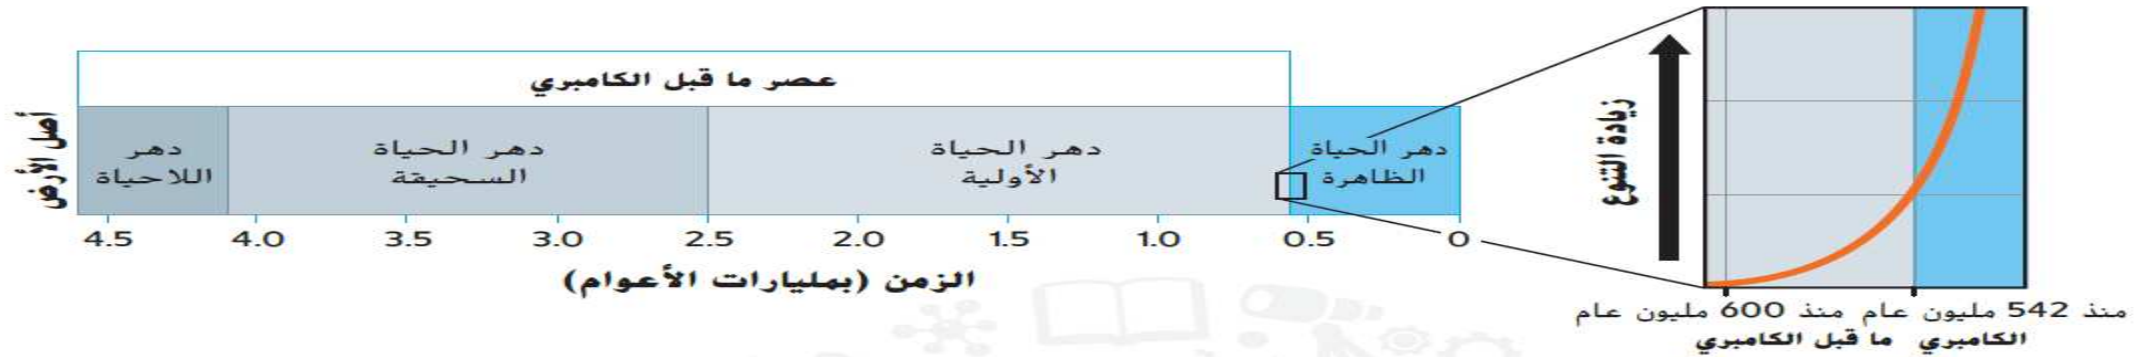 عصر ما قبل الكامبري
أصل الأرض
دهر
اللاحياة
دهر الحياة
السحيقة
دهر الحياة
الأولية
دهر الحياة
الظاهرة
4.5 4.0 3.5 3.0 2.5 2.0 1.5 1.0 0.5 0
الزمن (بمليارات الأعوام)
زيادة التنوع
منذ 600 مليون عام
ما قبل الكامبري
منذ 542 مليون عام
الكامبري